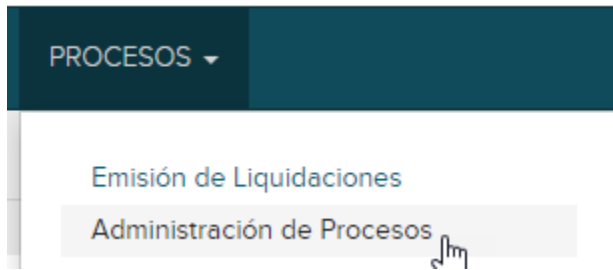 PROCESOS
Emisión de Liquidaciones
Administración de Procesos